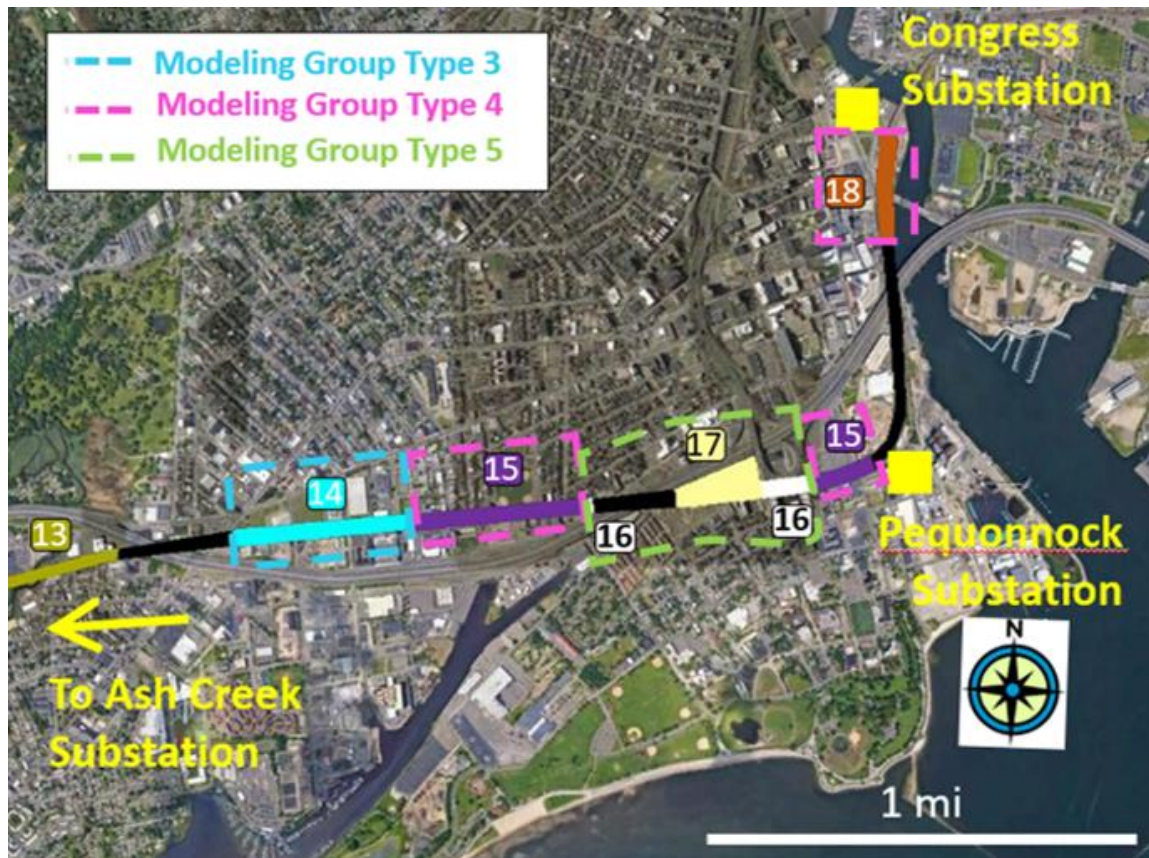 Modeling Group Type 3
Modeling Group Type 4
Modeling Group Type 5
Congress
Substation
18
17
15
15
14
13
16
16
Pequonnock
Substation
To Ash Creek
Substation
N
1 mi